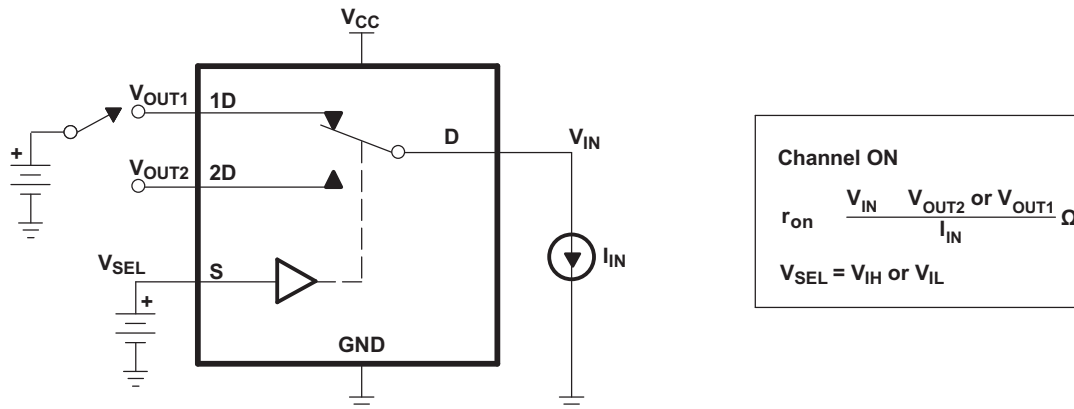 VCC
VOUT1
1D
D
VIN
+
VOUT2
2D
VSEL
S
IIN
+
GND
Channel ON
ron VIN VOUT2 or VOUT1 Ω
IIN
VSEL = VIH or VIL